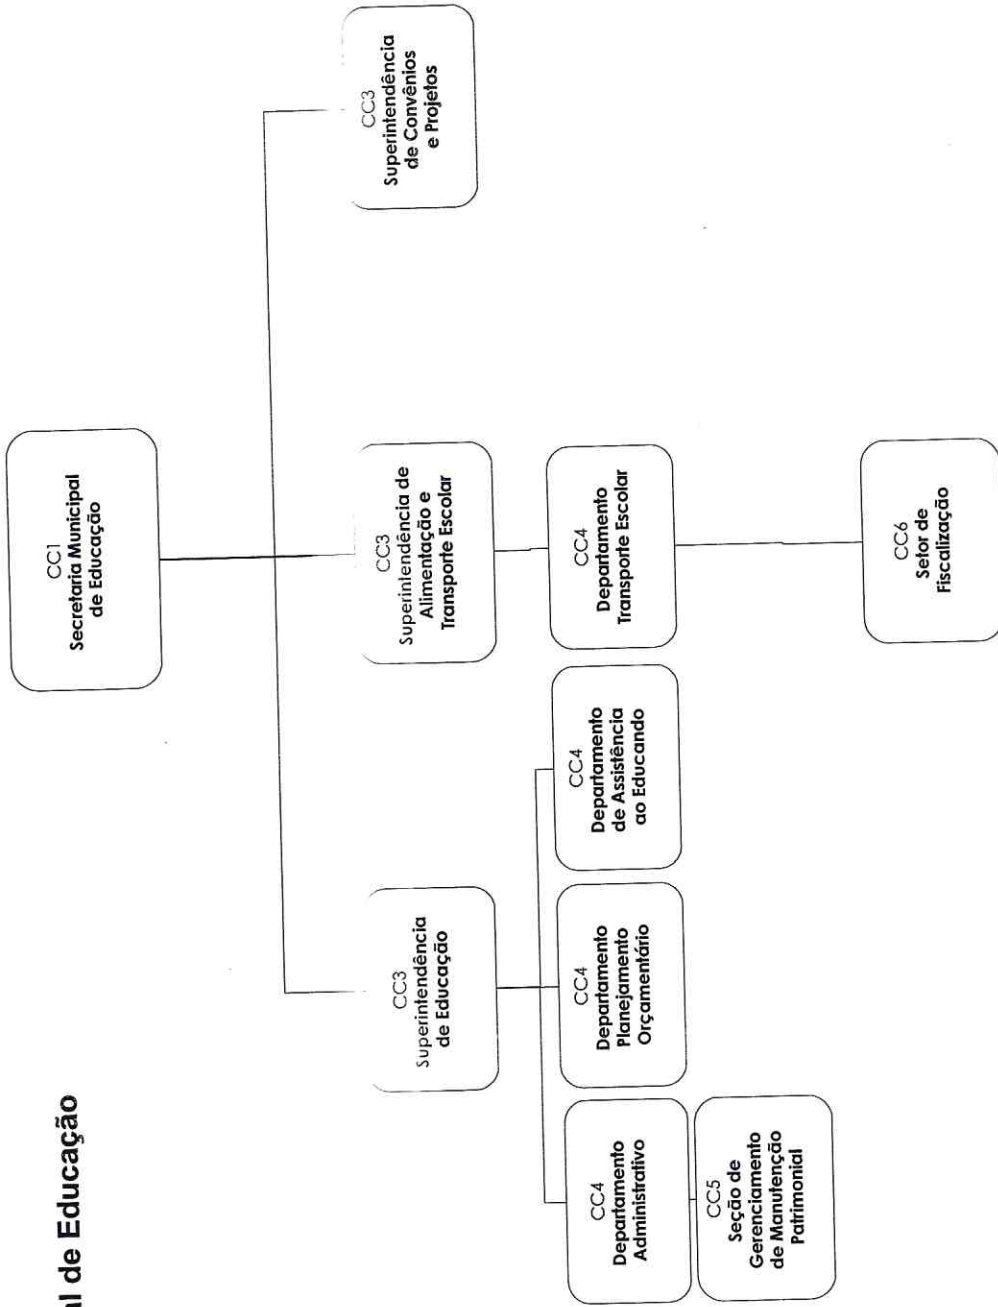 al de Educação
CC1
Secretaria Municipal
de Educação
CC3
Superintendência
de Educação
CC3
Superintendência de
Alimentação e
Transporte Escolar
CC3
Superintendência
de Convênios
e Projetos
CC4
Departamento
Administrativo
CC4
Departamento
Planejamento
Orçamentário
CC4
Departamento
de Assistência
ao Educando
CC4
Departamento
Transporte Escolar
CC5
Seção de
Gerenciamento
de Manutenção
Patrimonial
CC6
Setor de
Fiscalização